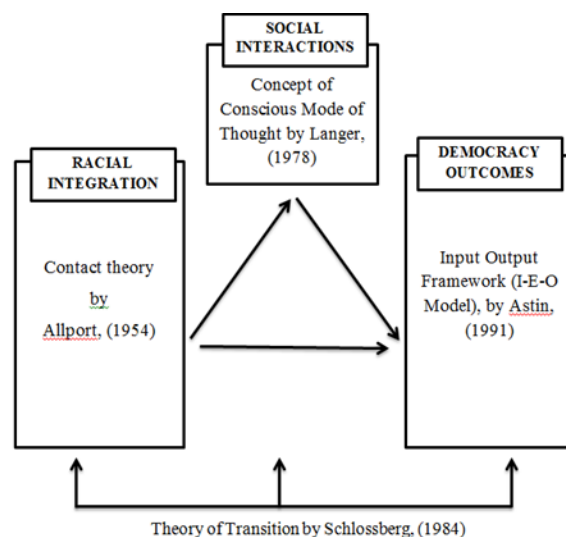 SOCIAL
INTERACTIONS
Concept of
Conscious Mode of
Thought by Langer,
(1978)
RACIAL
INTEGRATION
Contact theory
by
Allport, (1954)
DEMOCRACY
OUTCOMES
Input Output
Framework (I-E-O
Model), by Astin,
(1991)
Theory of Transition by Schlossberg, (1984)